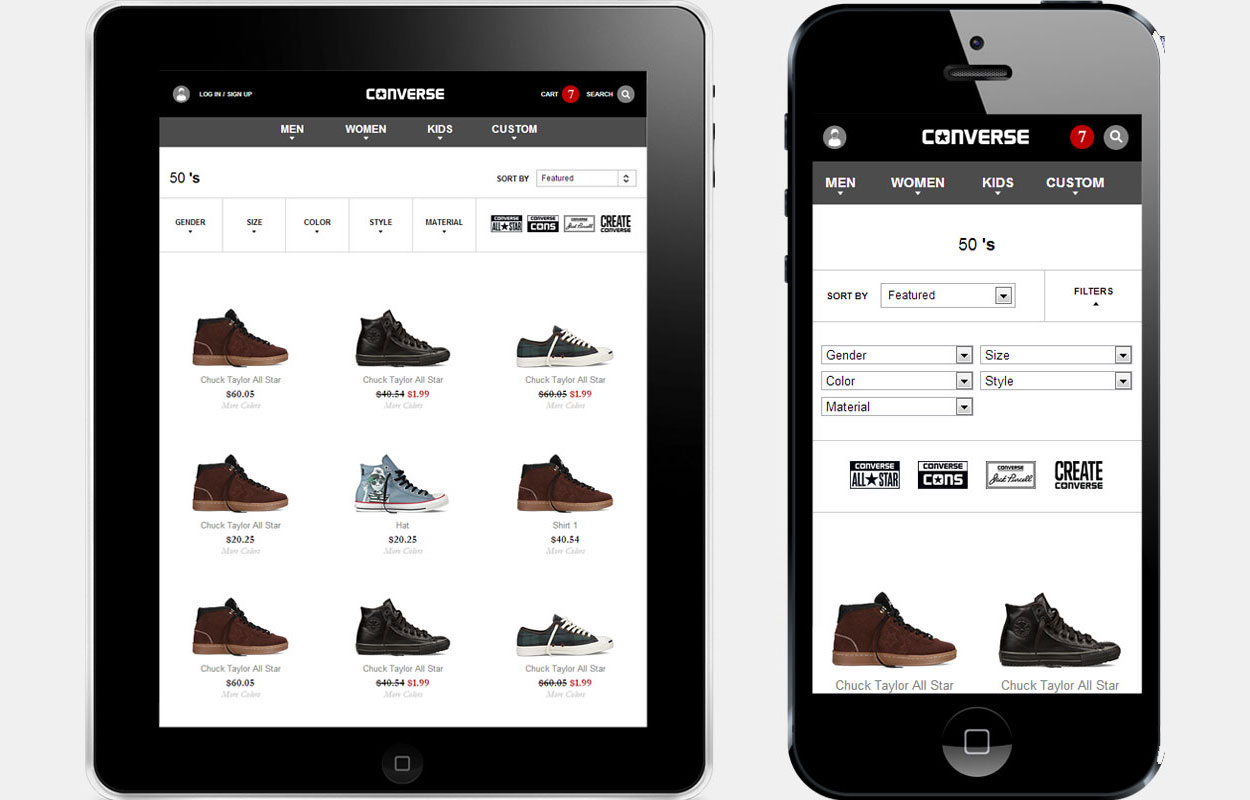 LOG IN / SIGN UP CONVERSE CART 7 SEARCH
MEN WOMEN KIDS CUSTOM
50 's SORT BY Featured
GENDER SIZE COLOR STYLE MATERIAL CONVERSE ALL★STAR CONVERSE CONS CONVERSE Jack Purcell CREATE CONVERSE
Chuck Taylor All Star Chuck Taylor All Star Chuck Taylor All Star
$60.05 $40.54 $1.99 $60.05 $1.99
More Colors More Colors More Colors
Chuck Taylor All Star Hat Shirt 1
$20.25 $20.25 $40.54
More Colors More Colors More Colors
Chuck Taylor All Star Chuck Taylor All Star Chuck Taylor All Star
$60.05 $40.54 $1.99 $60.05 $1.99
More Colors More Colors More Colors
CONVERSE 7
MEN WOMEN KIDS CUSTOM
50 's
SORT BY Featured FILTERS
Gender Size
Color Style
Material
CONVERSE CONVERSE CONVERSE CREATE
ALL★STAR CONS Jack Purcell CONVERSE
Chuck Taylor All Star Chuck Taylor All Star